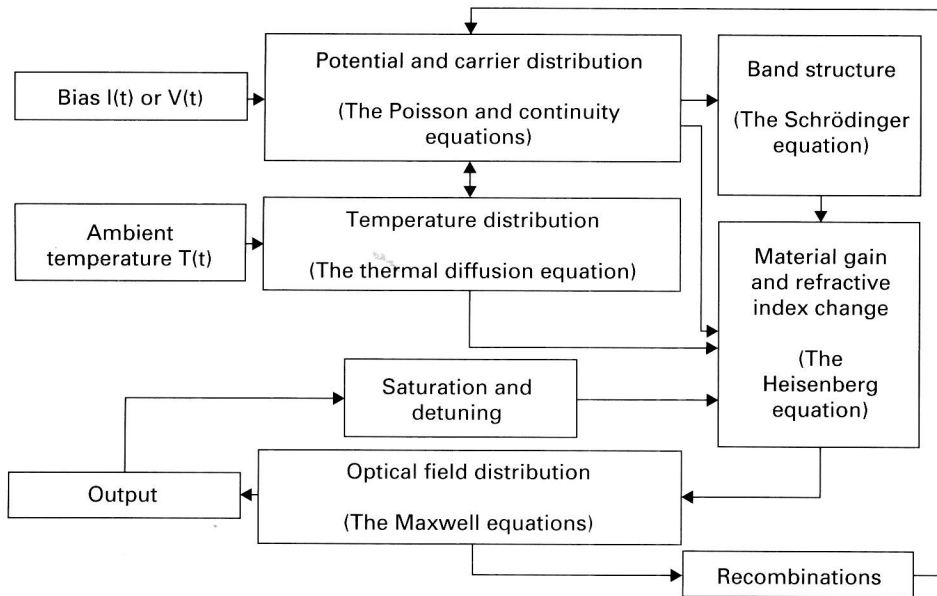 Potential and carrier distribution
(The Poisson and continuity
equations)
Band structure
(The Schrödinger
equation)
Bias I(t) or V(t)
Ambient
temperature T(t)
Temperature distribution
(The thermal diffusion equation)
Material gain
and refractive
index change
(The
Heisenberg
equation)
Saturation and
detuning
Output
Optical field distribution
(The Maxwell equations)
Recombinations